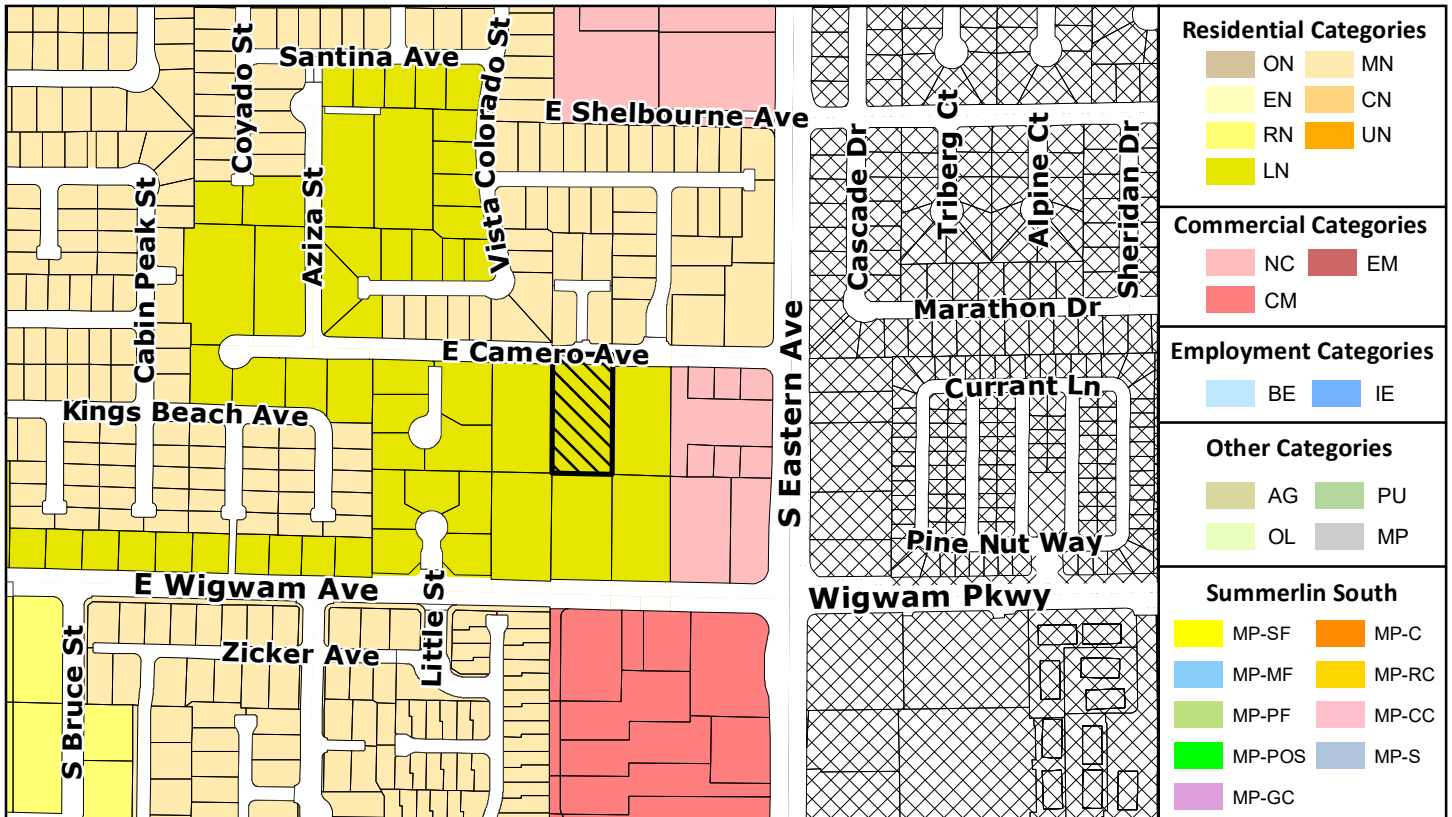 Santina Ave
Coyado St
Vista Colorado St
E Shelbourne Ave
Aziza St
Cabin Peak St
Cascade Dr
Triberg Ct
Alpine Ct
Sheridan Dr
Marathon Dr
E Camero Ave
S Eastern Ave
Currant Ln
Kings Beach Ave
Pine Nut Way
E Wigwam Ave
Wigwam Pkwy
Little St
Zicker Ave
S Bruce St
Residential Categories
ON MN
EN CN
RN UN
LN
Commercial Categories
NC EM
CM
Employment Categories
BE IE
Other Categories
AG PU
OL MP
Summerlin South
MP-SF MP-C
MP-MF MP-RC
MP-PF MP-CC
MP-POS MP-S
MP-GC